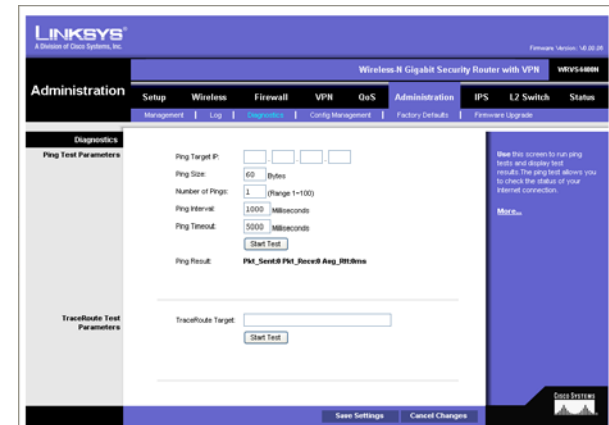 LINKSYS®
A Division of Cisco Systems, Inc.
Firmware Version: V0.00.08
Wireless-N Gigabit Security Router with VPN WRVS4400N
Administration
Setup Wireless Firewall VPN QoS Administration IPS L2 Switch Status
Management | Log | Diagnostics | Config Management | Factory Defaults | Firmware Upgrade
Diagnostics
Ping Test Parameters
Ping Target IP: . . .
Ping Size: 60 Bytes
Number of Pings: 1 (Range 1~100)
Ping Interval: 1000 Milliseconds
Ping Timeout: 5000 Milliseconds
Start Test
Ping Result: Pkt_Sent:0 Pkt_Recv:0 Avg_Rtt:0ms
TraceRoute Test
Parameters
TraceRoute Target:
Start Test
Use this screen to run ping
tests and display test
results.The ping test allows you
to check the status of your
Internet connection.
More...
Save Settings Cancel Changes
CISCO SYSTEMS